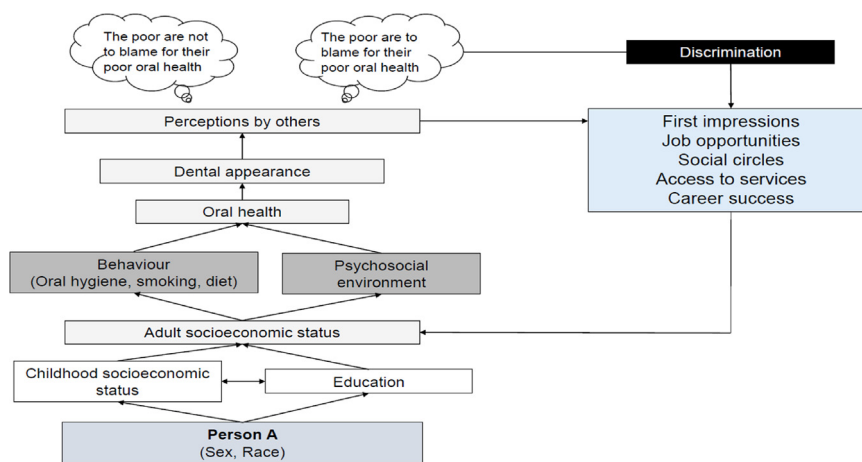 The poor are not
to blame for their
poor oral health
The poor are to
blame for their
poor oral health
Discrimination
Perceptions by others
First impressions
Job opportunities
Social circles
Access to services
Career success
Dental appearance
Oral health
Behaviour
(Oral hygiene, smoking, diet)
Psychosocial
environment
Adult socioeconomic status
Childhood socioeconomic
status
Education
Person A
(Sex, Race)